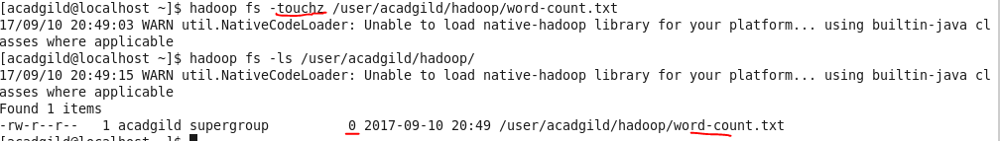 [acadgild@localhost ~]$ hadoop fs -touchz /user/acadgild/hadoop/word-count.txt
17/09/10 20:49:03 WARN util.NativeCodeLoader: Unable to load native-hadoop library for your platform... using builtin-java cl
asses where applicable
[acadgild@localhost ~]$ hadoop fs -ls /user/acadgild/hadoop/
17/09/10 20:49:15 WARN util.NativeCodeLoader: Unable to load native-hadoop library for your platform... using builtin-java cl
asses where applicable
Found 1 items
-rw-r--r--   1 acadgild supergroup          0 2017-09-10 20:49 /user/acadgild/hadoop/word-count.txt
[acadgild@localhost ~]$